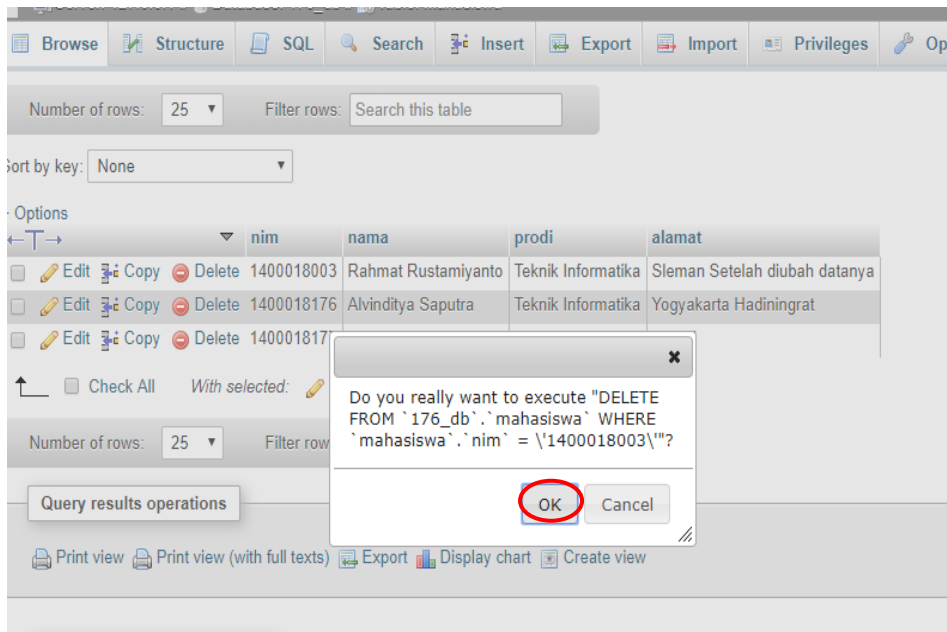 Browse Structure SQL Search Insert Export Import Privileges Op
Number of rows: 25 Filter rows: Search this table
Sort by key: None
Options
nim nama prodi alamat
Edit Copy Delete 1400018003 Rahmat Rustamiyanto Teknik Informatika Sleman Setelah diubah datanya
Edit Copy Delete 1400018176 Alvinditya Saputra Teknik Informatika Yogyakarta Hadiningrat
Edit Copy Delete 140001817
Check All With selected:
Do you really want to execute "DELETE
FROM `176_db`.`mahasiswa` WHERE
`mahasiswa`.`nim` = \'1400018003\'"?
Number of rows: 25 Filter row
OK Cancel
Query results operations
Print view Print view (with full texts) Export Display chart Create view